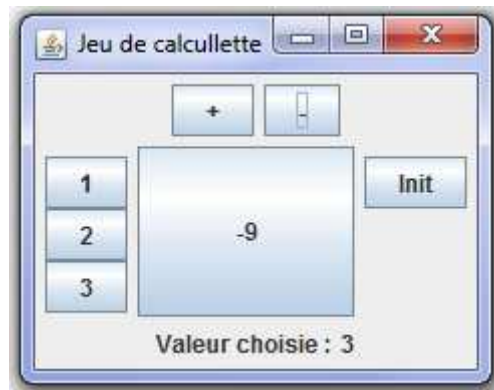 Jeu de calcullette
+ -
1 Init
2 -9
3
Valeur choisie : 3